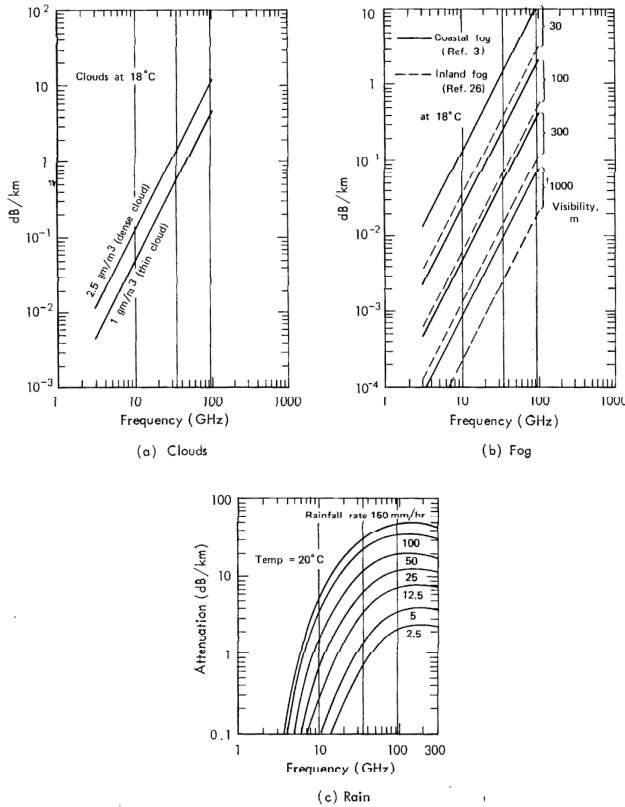 10^2
10
1
10^-1
10^-2
10^-3
dB/km
Clouds at 18°C
2.5 gm/m3 (dense cloud)
1 gm/m3 (thin cloud)
1 10 100 1000
Frequency (GHz)
(a) Clouds
10
1
10^-1
10^-2
10^-3
10^-4
dB/km
Coastal fog
(Ref. 3)
Inland fog
(Ref. 26)
at 18°C
30
100
300
1000
Visibility,
m
1 10 100 1000
Frequency (GHz)
(b) Fog
100
10
1
0.1
Attenuation (dB/km)
Rainfall rate 150 mm/hr
Temp = 20°C
100
50
25
12.5
5
2.5
1 10 100 300
Frequency (GHz)
(c) Rain